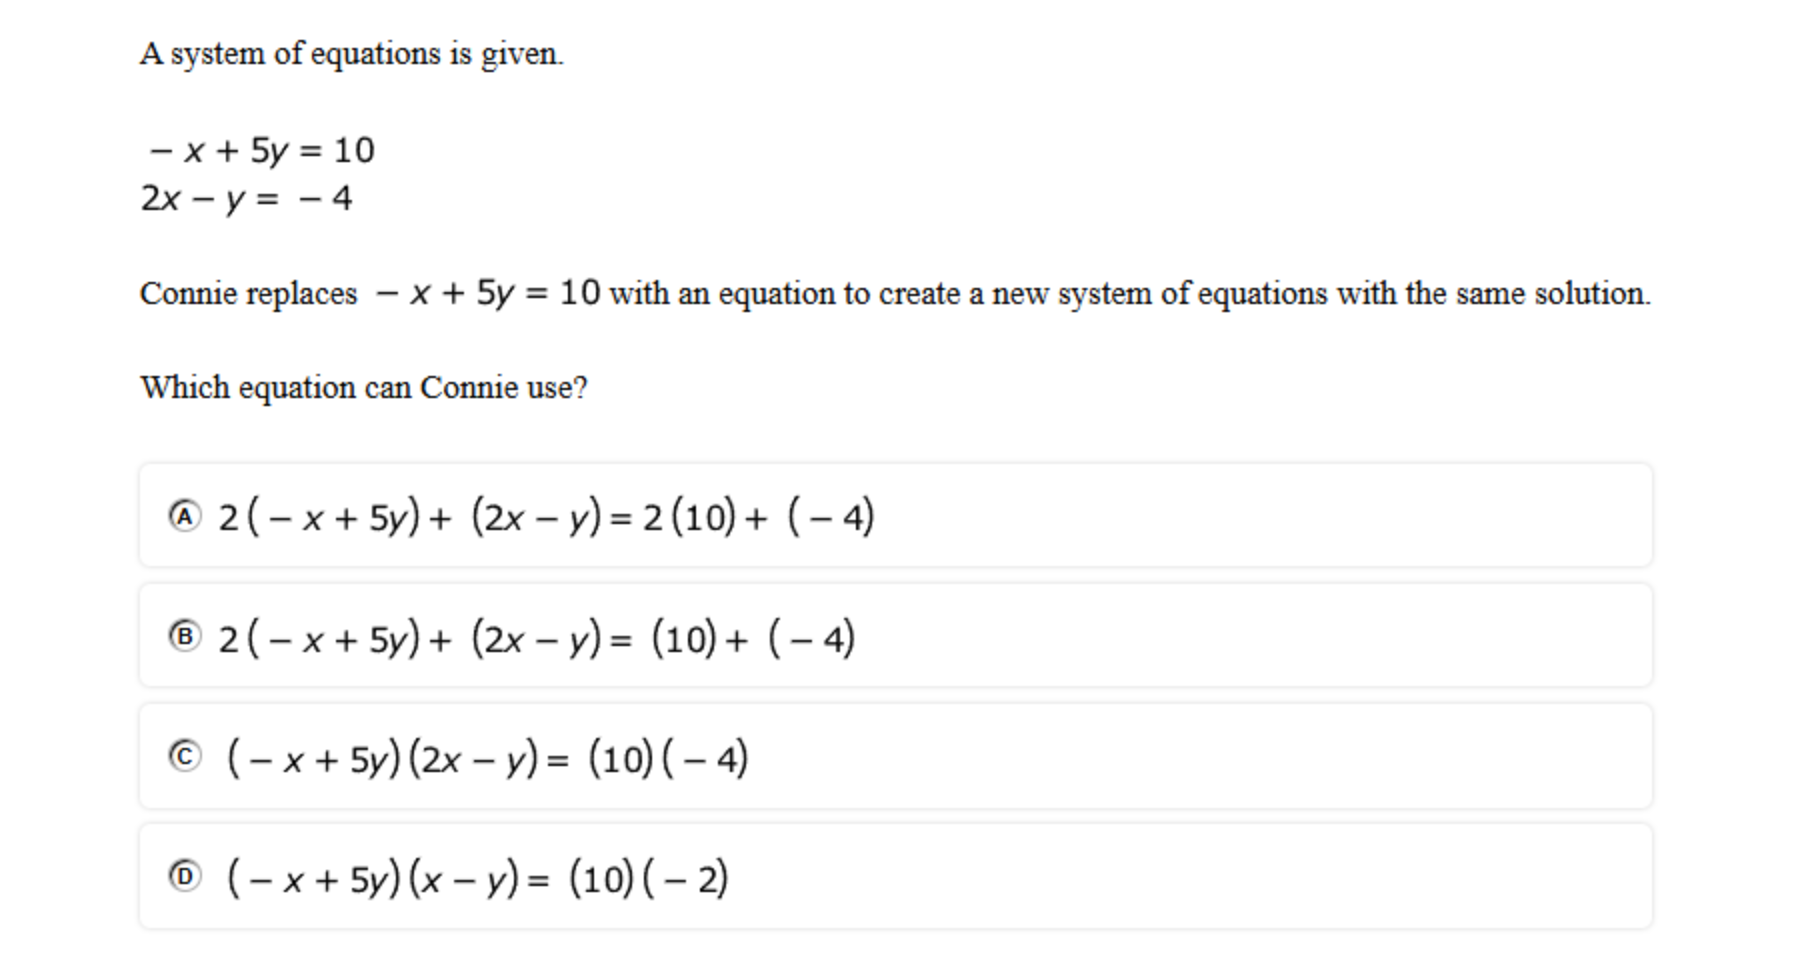 A system of equations is given.
− x + 5y = 10
2x − y = − 4
Connie replaces − x + 5y = 10 with an equation to create a new system of equations with the same solution.
Which equation can Connie use?
Ⓐ 2(− x + 5y) + (2x − y) = 2(10) + (− 4)
Ⓑ 2(− x + 5y) + (2x − y) = (10) + (− 4)
Ⓒ (− x + 5y)(2x − y) = (10)(− 4)
Ⓓ (− x + 5y)(x − y) = (10)(− 2)